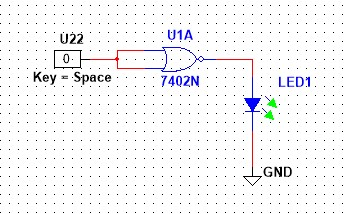 U22
0
Key = Space
U1A
7402N
LED1
GND